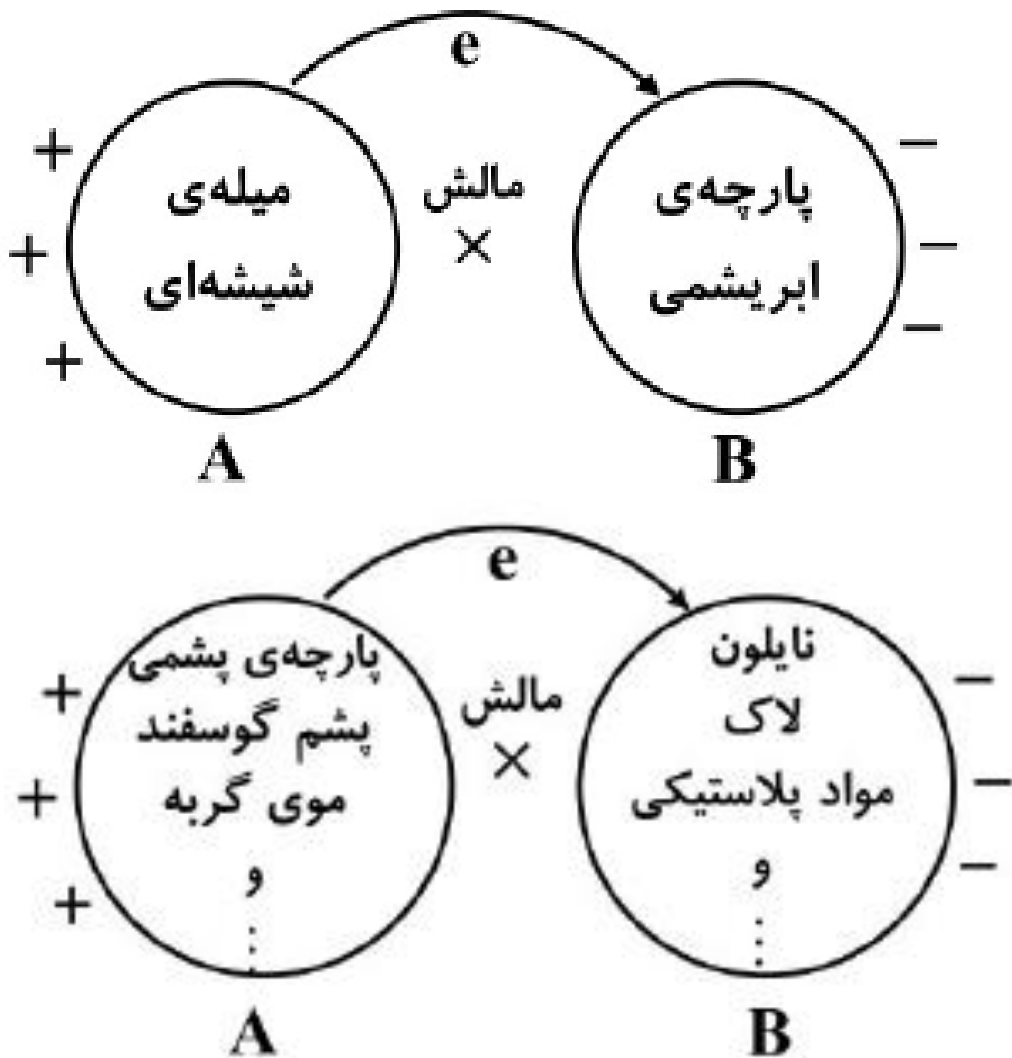 e
+ میله‌ی مالش پارچه‌ی −
+ شیشه‌ای × ابریشمی −
+ −
A B
e
پارچه‌ی پشمی نایلون
+ پشم گوسفند مالش لاک −
+ موی گربه × مواد پلاستیکی −
+ و و −
⋮ ⋮
A B